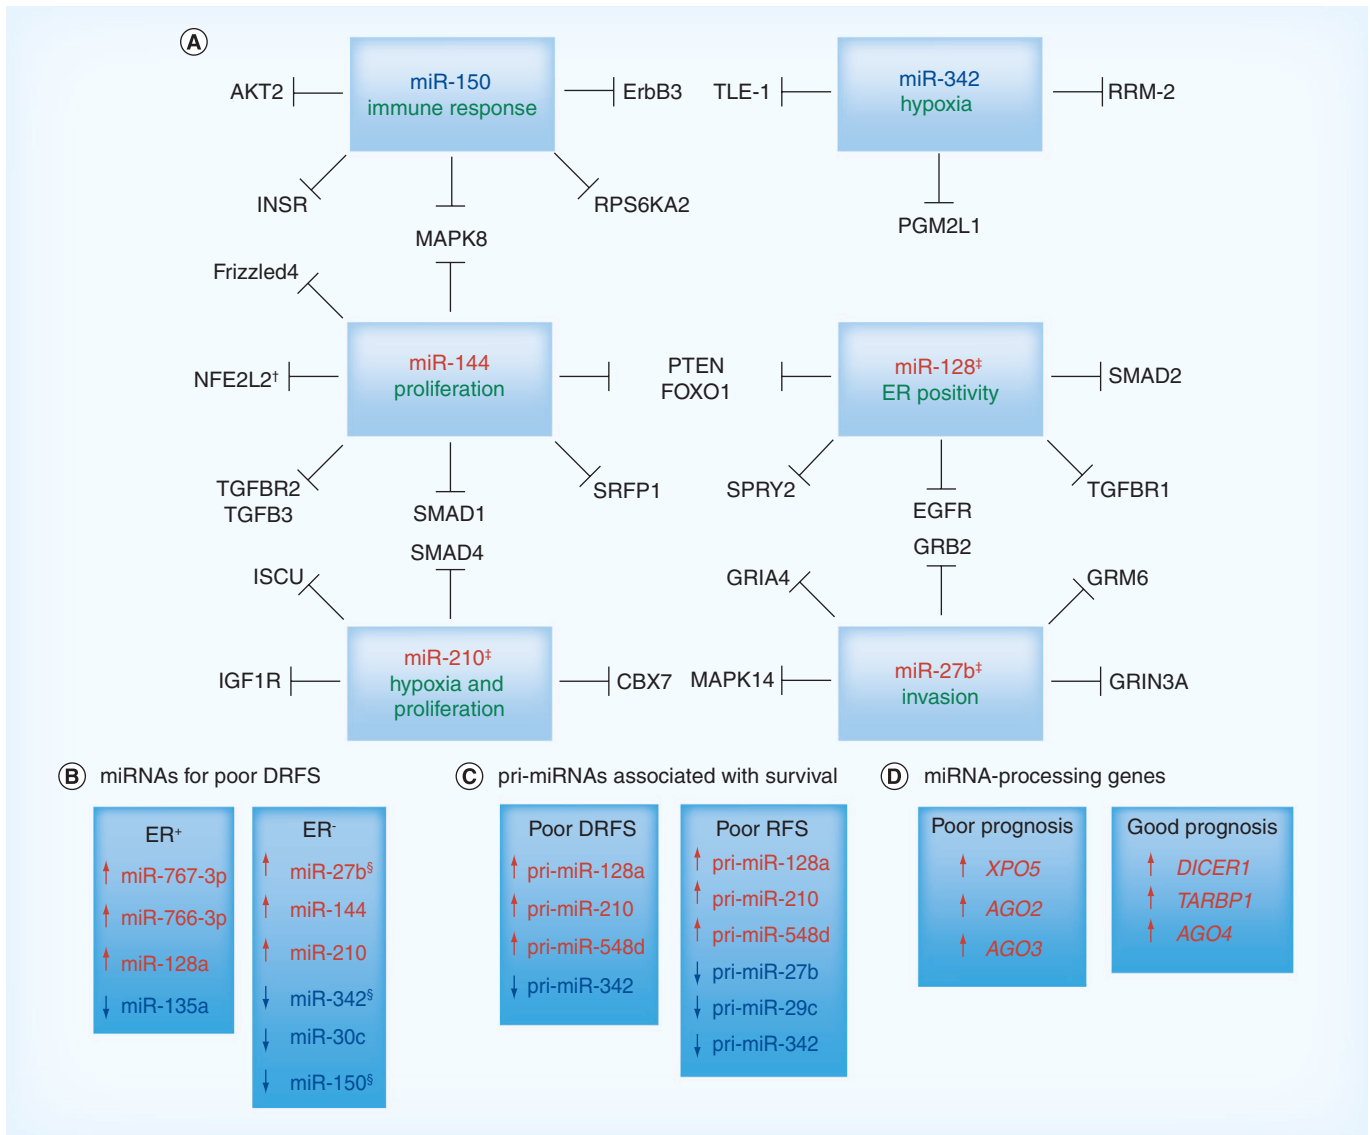 A
miR-150
immune response
AKT2
ErbB3
INSR
MAPK8
RPS6KA2
miR-342
hypoxia
TLE-1
RRM-2
PGM2L1
Frizzled4
miR-144
proliferation
NFE2L2†
PTEN
FOXO1
TGFBR2
TGFB3
SMAD1
SRFP1
miR-128‡
ER positivity
SMAD2
SPRY2
EGFR
TGFBR1
SMAD4
ISCU
miR-210‡
hypoxia and
proliferation
IGF1R
CBX7
GRB2
GRIA4
GRM6
miR-27b‡
invasion
MAPK14
GRIN3A
B miRNAs for poor DRFS
ER+
↑ miR-767-3p
↑ miR-766-3p
↑ miR-128a
↓ miR-135a
ER-
↑ miR-27b§
↑ miR-144
↑ miR-210
↓ miR-342§
↓ miR-30c
↓ miR-150§
C pri-miRNAs associated with survival
Poor DRFS
↑ pri-miR-128a
↑ pri-miR-210
↑ pri-miR-548d
↓ pri-miR-342
Poor RFS
↑ pri-miR-128a
↑ pri-miR-210
↑ pri-miR-548d
↓ pri-miR-27b
↓ pri-miR-29c
↓ pri-miR-342
D miRNA-processing genes
Poor prognosis
↑ XPO5
↑ AGO2
↑ AGO3
Good prognosis
↑ DICER1
↑ TARBP1
↑ AGO4